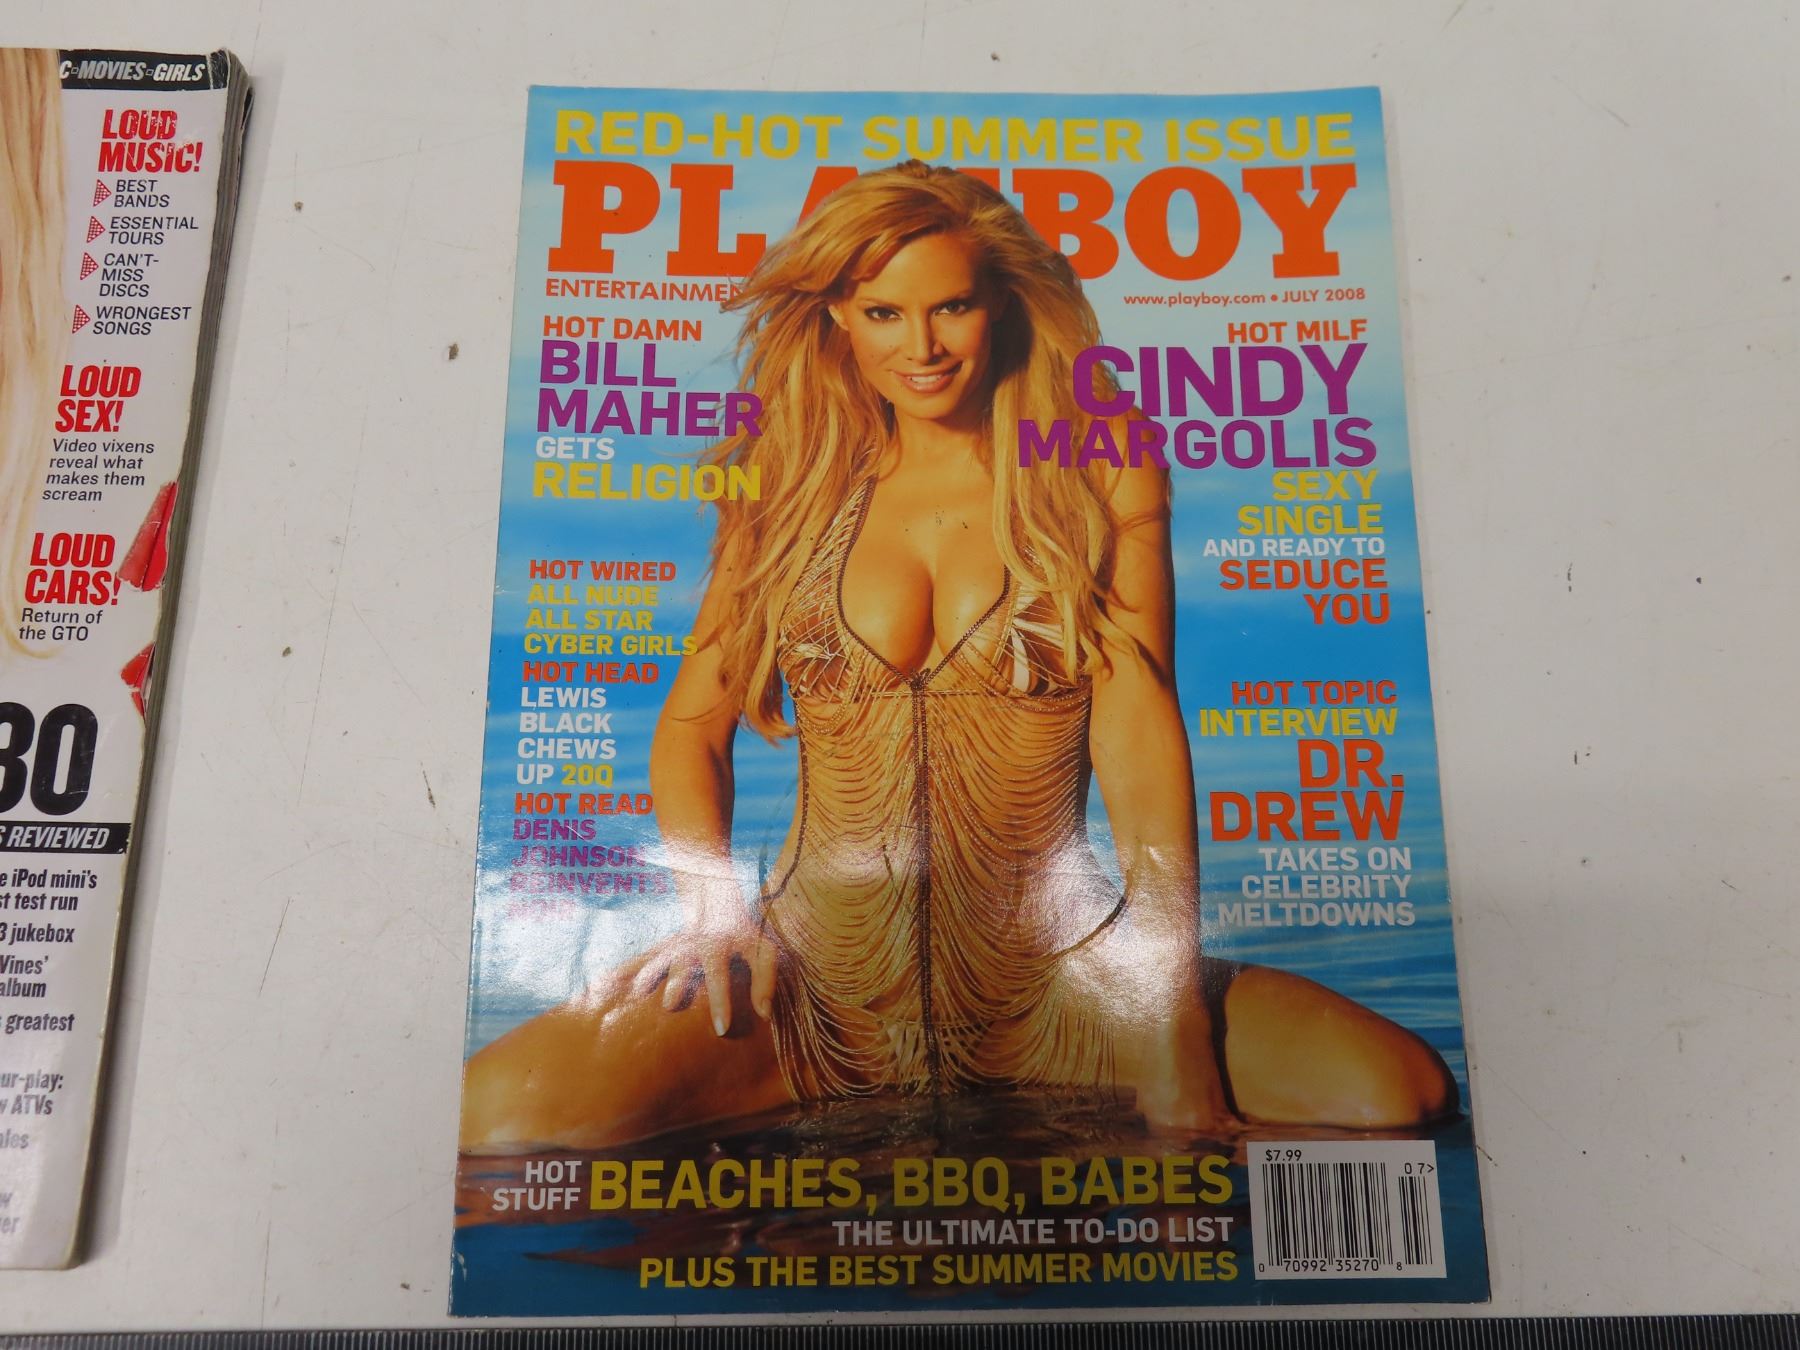 C▫MOVIES▫GIRLS
LOUD
MUSIC!
BEST
BANDS
ESSENTIAL
TOURS
CAN'T-
MISS
DISCS
WRONGEST
SONGS
LOUD
SEX!
Video vixens
reveal what
makes them
scream
LOUD
CARS!
Return of
the GTO
30
REVIEWED
iPod mini's
test run
jukebox
Vines'
album
greatest
ATVs
RED-HOT SUMMER ISSUE
PLAYBOY
ENTERTAINMEN
www.playboy.com • JULY 2008
HOT DAMN
BILL
MAHER
GETS
RELIGION
HOT WIRED
ALL NUDE
ALL STAR
CYBER GIRLS
HOT HEAD
LEWIS
BLACK
CHEWS
UP 20Q
HOT READ
DENIS
JOHNSON
REINVENTS
NOIR
HOT MILF
CINDY
MARGOLIS
SEXY
SINGLE
AND READY TO
SEDUCE
YOU
HOT TOPIC
INTERVIEW
DR.
DREW
TAKES ON
CELEBRITY
MELTDOWNS
HOT
STUFF BEACHES, BBQ, BABES
THE ULTIMATE TO-DO LIST
PLUS THE BEST SUMMER MOVIES
$7.99
07>
0 70992 35270 8